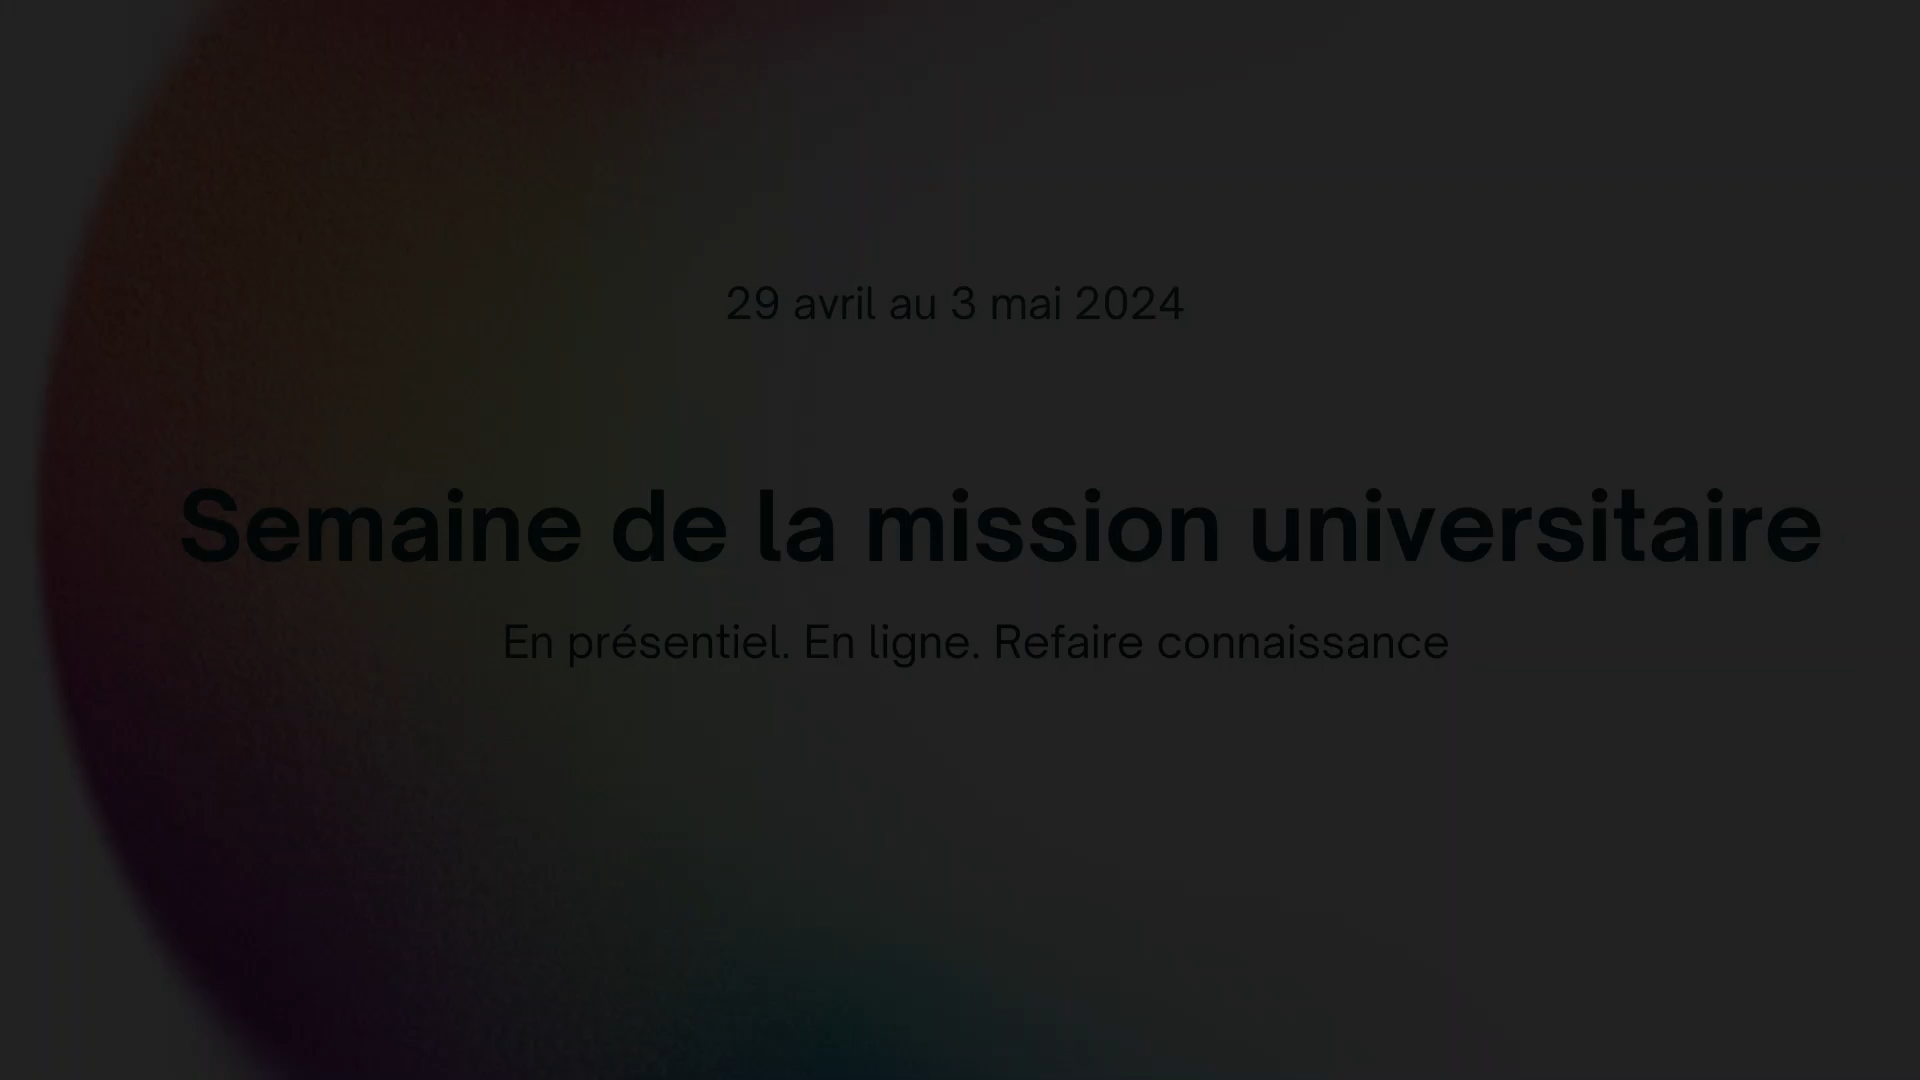 29 avril au 3 mai 2024
Semaine de la mission universitaire
En présentiel. En ligne. Refaire connaissance